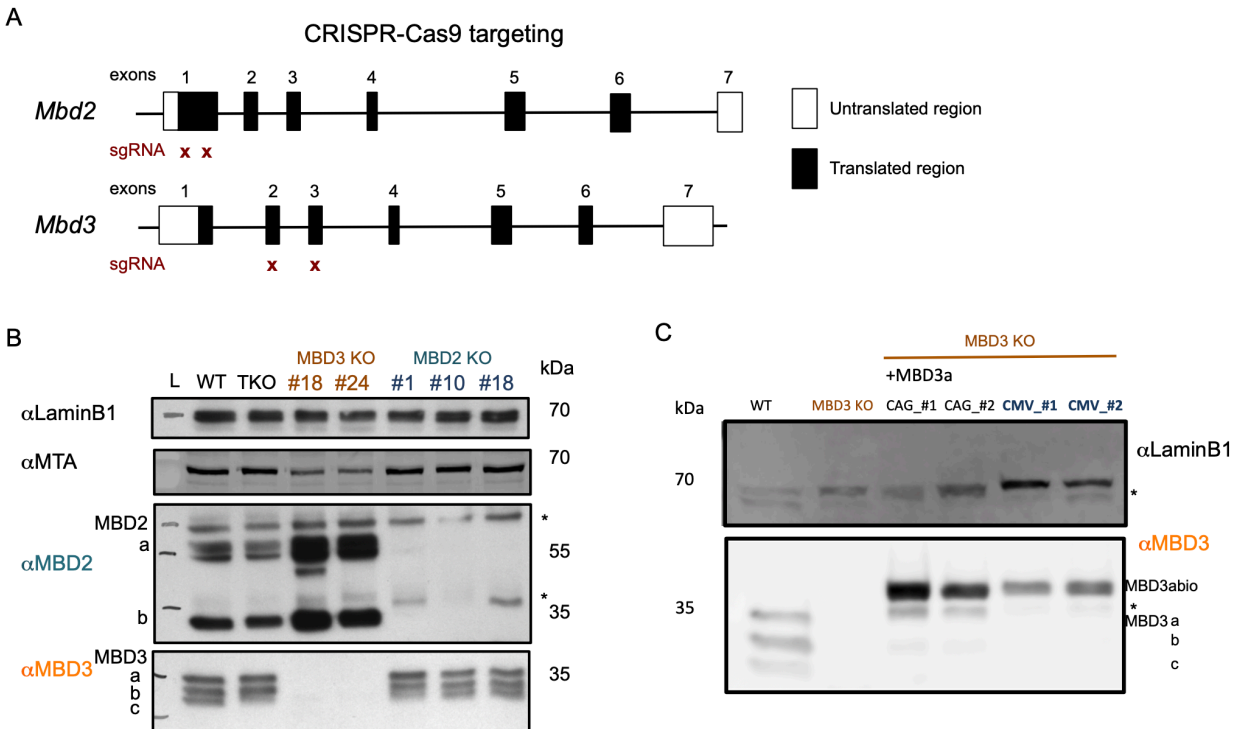 A
CRISPR-Cas9 targeting
exons 1 2 3 4 5 6 7
Mbd2
sgRNA x x
Untranslated region
Translated region
exons 1 2 3 4 5 6 7
Mbd3
sgRNA x x
B
MBD3 KO MBD2 KO
L WT TKO #18 #24 #1 #10 #18 kDa
αLaminB1 70
αMTA 70
MBD2 *
a 55
αMBD2
* 
b 35
αMBD3 MBD3
a 35
b
c
C
MBD3 KO
+MBD3a
kDa WT MBD3 KO CAG_#1 CAG_#2 CMV_#1 CMV_#2
αLaminB1
70 *
αMBD3
MBD3abio
35 *
MBD3 a
b
c